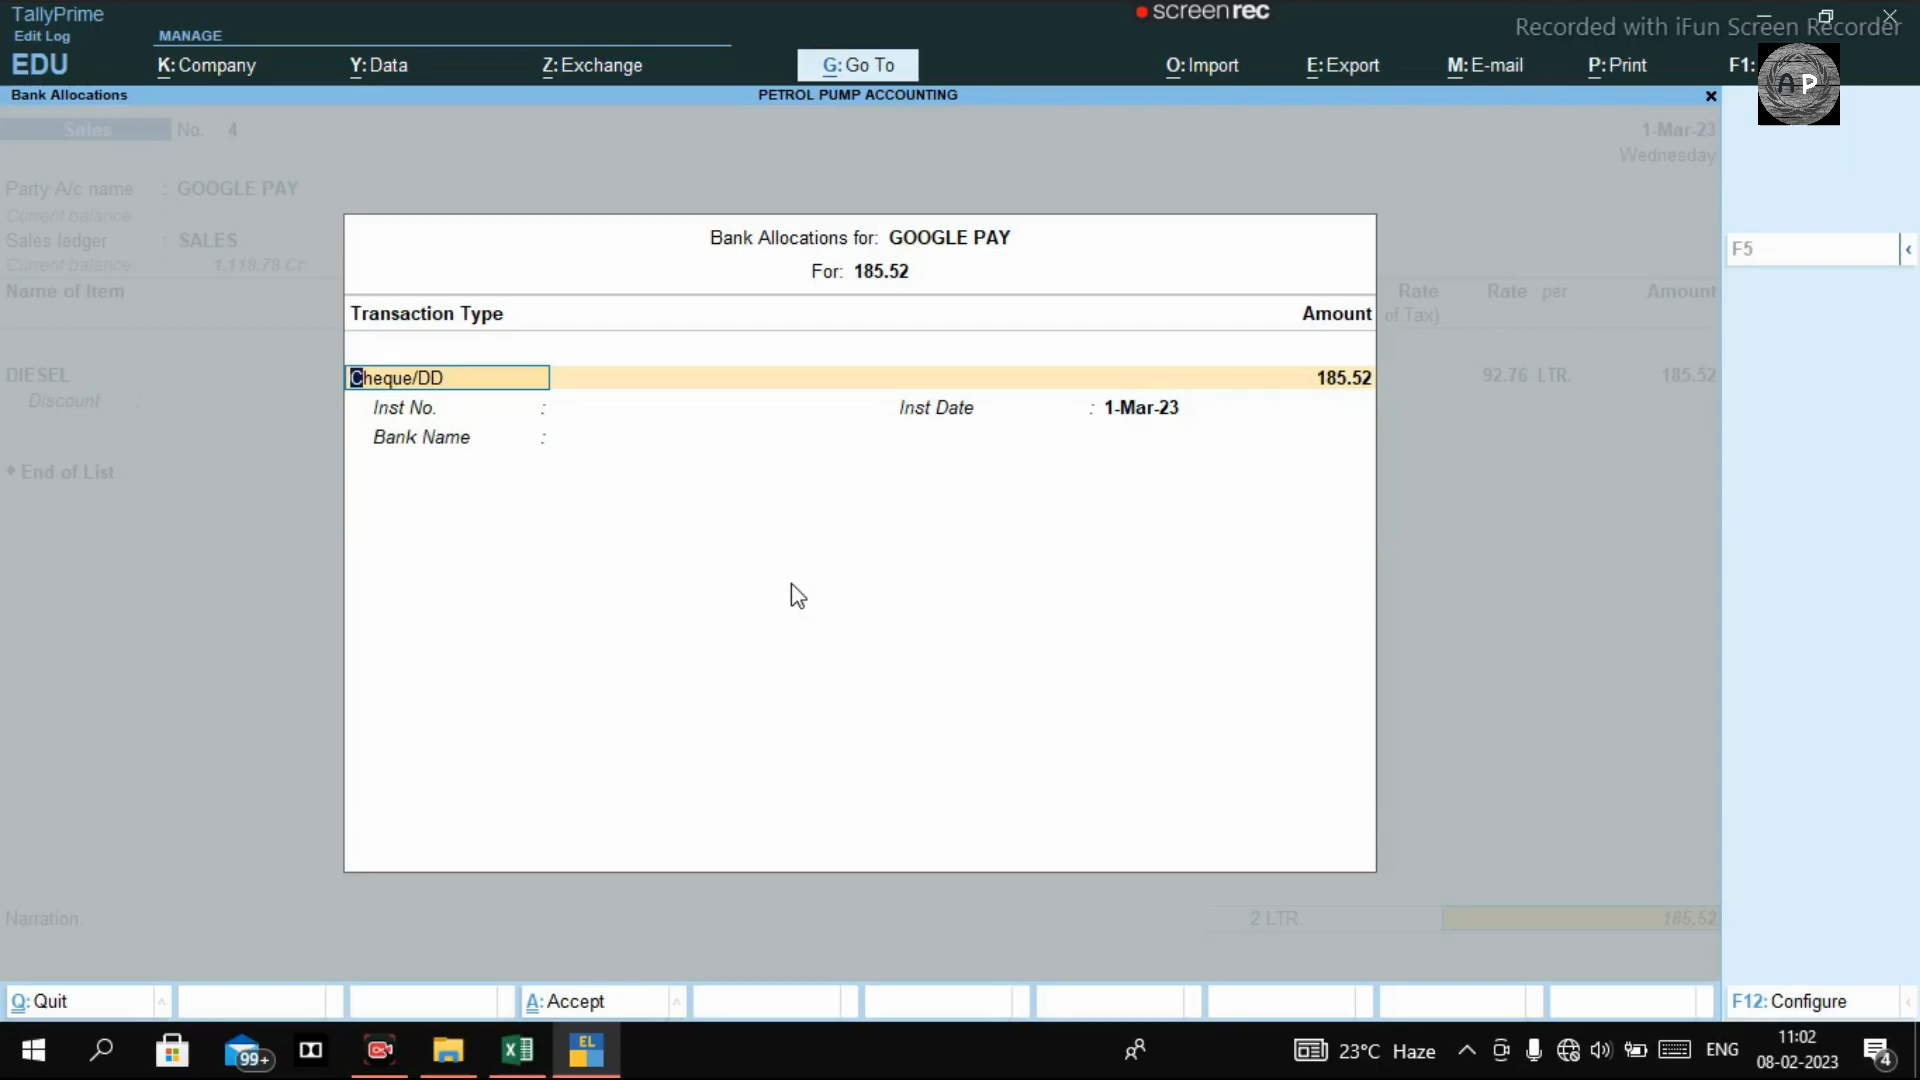 TallyPrime
Edit Log
EDU
MANAGE
K: Company
Y: Data
Z: Exchange
G: Go To
O: Import
E: Export
M: E-mail
P: Print
F1:
screenrec
Recorded with iFun Screen Recorder
AP
Bank Allocations
PETROL PUMP ACCOUNTING
Sales No. 4
1-Mar-23
Wednesday
Party A/c name : GOOGLE PAY
Current balance :
Sales ledger : SALES
Current balance : 1,118.78 Cr
Name of Item
Rate Rate per Amount
of Tax)
DIESEL 92.76 LTR. 185.52
Discount :
♦ End of List
Bank Allocations for: GOOGLE PAY
For: 185.52
Transaction Type Amount
Cheque/DD 185.52
Inst No. : Inst Date : 1-Mar-23
Bank Name :
F5
Narration:
2 LTR. 185.52
Q: Quit
A: Accept
F12: Configure
99+
EL
23°C Haze
ENG
11:02
08-02-2023
4